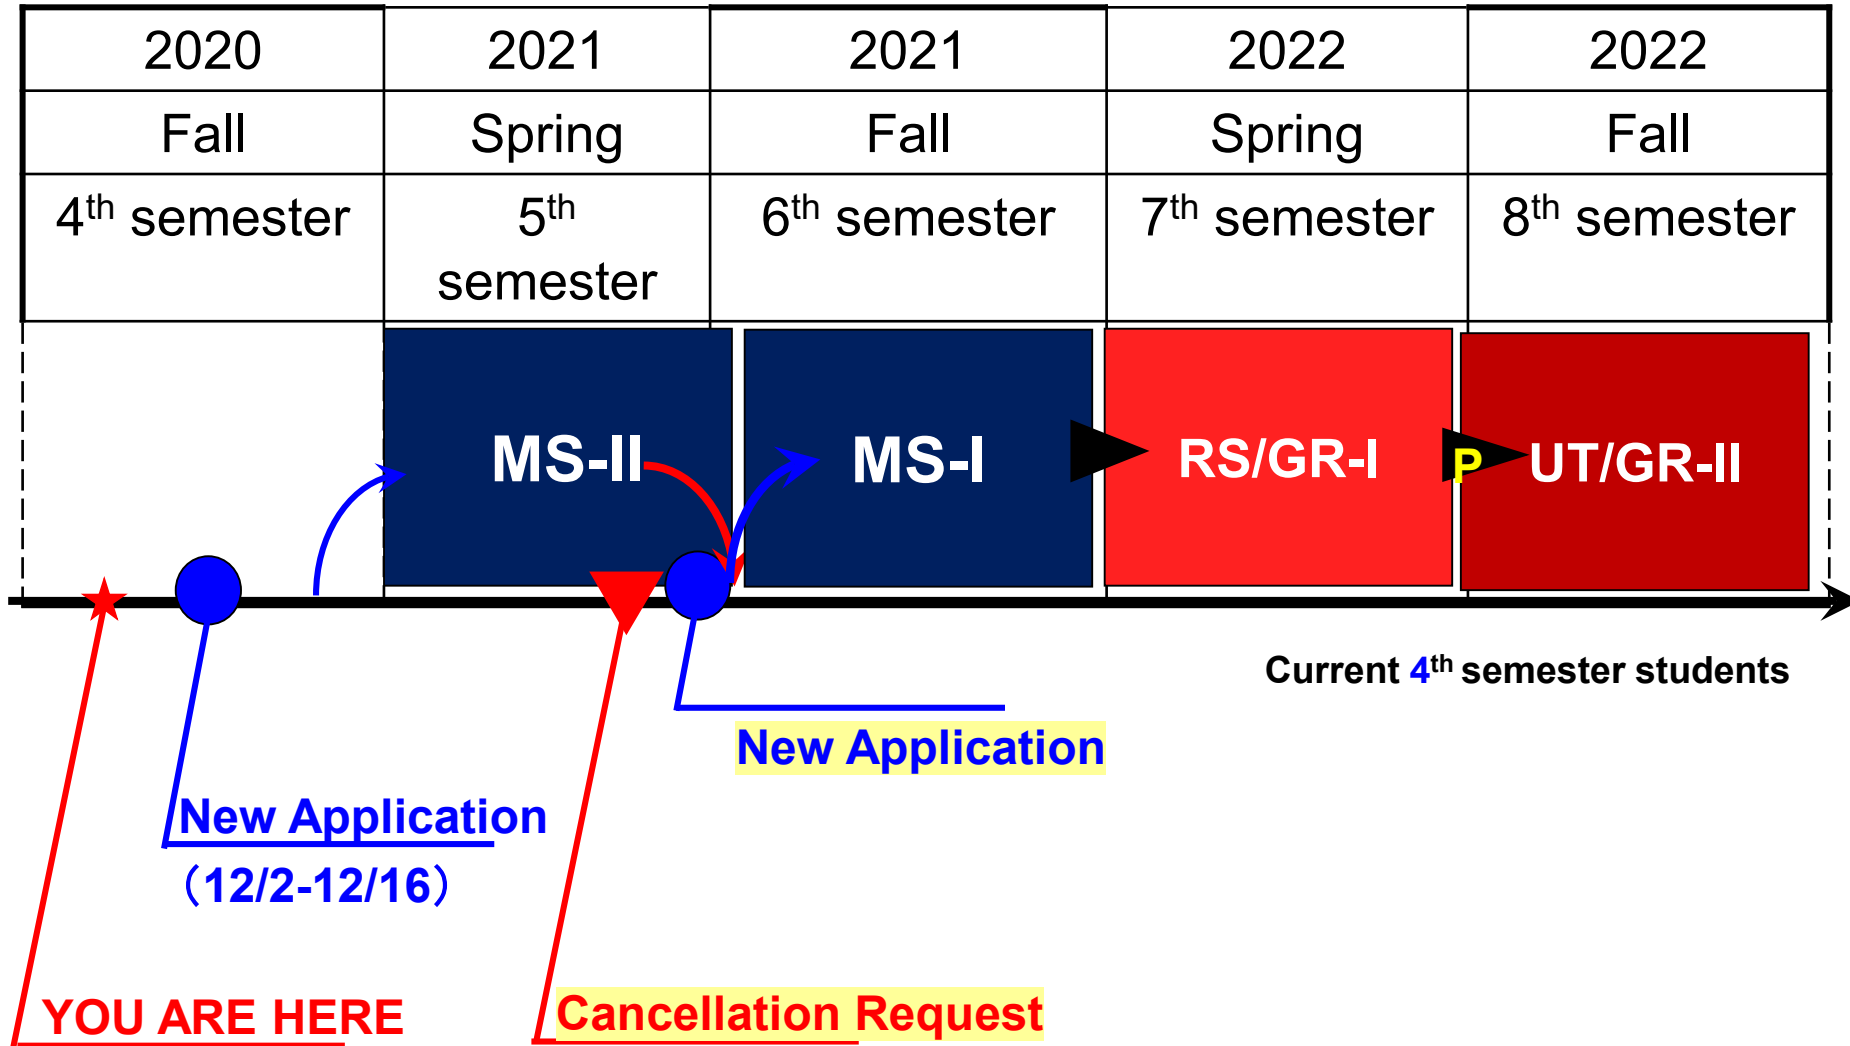 2020 2021 2021 2022 2022
Fall Spring Fall Spring Fall
4th semester 5th semester 6th semester 7th semester 8th semester
MS-II MS-I RS/GR-I P UT/GR-II
Current 4th semester students
New Application
New Application
（12/2-12/16）
YOU ARE HERE
Cancellation Request